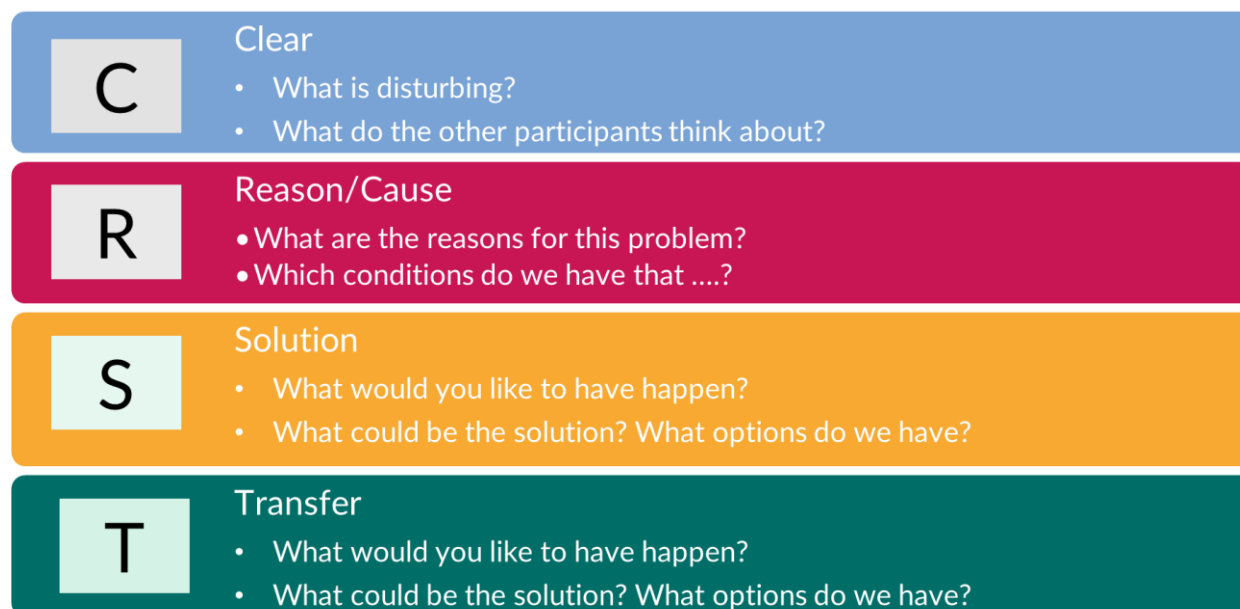 C
Clear
• What is disturbing?
• What do the other participants think about?
R
Reason/Cause
• What are the reasons for this problem?
• Which conditions do we have that ....?
S
Solution
• What would you like to have happen?
• What could be the solution? What options do we have?
T
Transfer
• What would you like to have happen?
• What could be the solution? What options do we have?